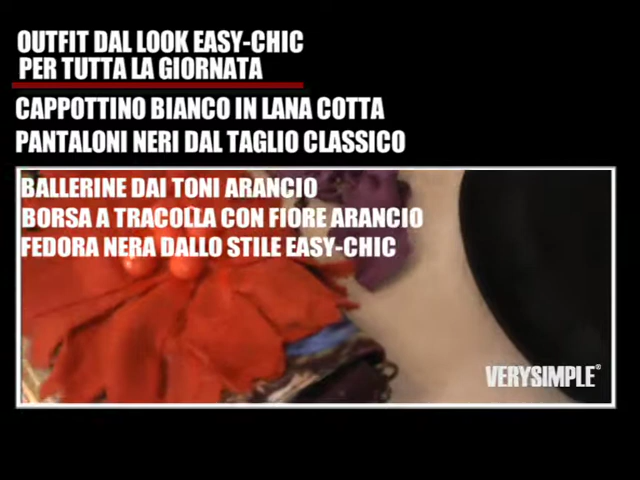 OUTFIT DAL LOOK EASY-CHIC
PER TUTTA LA GIORNATA
CAPPOTTINO BIANCO IN LANA COTTA
PANTALONI NERI DAL TAGLIO CLASSICO
BALLERINE DAI TONI ARANCIO
BORSA A TRACOLLA CON FIORE ARANCIO
FEDORA NERA DALLO STILE EASY-CHIC
VERYSIMPLE®